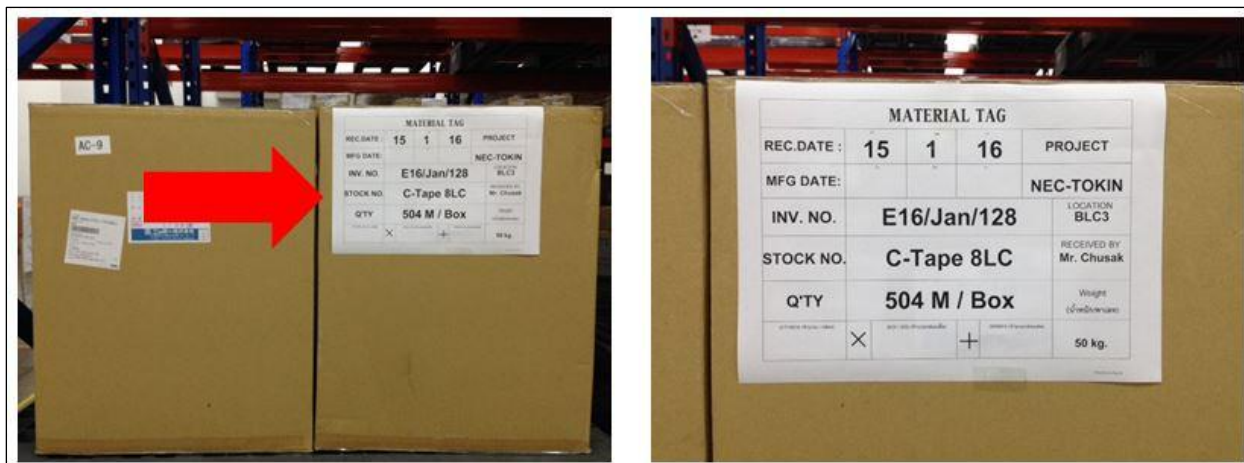 AC-9
MATERIAL TAG
REC.DATE : 15 1 16 PROJECT
MFG DATE: NEC-TOKIN
INV. NO. E16/Jan/128 LOCATION BLC3
STOCK NO. C-Tape 8LC RECEIVED BY Mr. Chusak
Q'TY 504 M / Box
× + 50 kg.
MATERIAL TAG
REC.DATE : 15 1 16 PROJECT
MFG DATE: NEC-TOKIN
INV. NO. E16/Jan/128 LOCATION BLC3
STOCK NO. C-Tape 8LC RECEIVED BY Mr. Chusak
Q'TY 504 M / Box Weight
× + 50 kg.